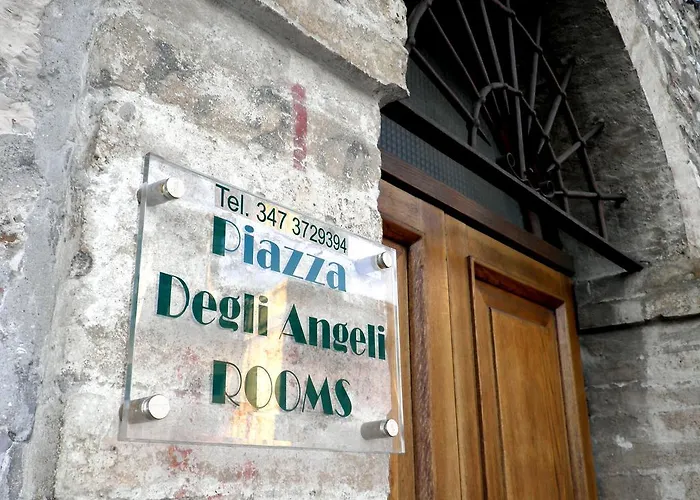 Tel. 347 3729394
Piazza
Degli Angeli
ROOMS